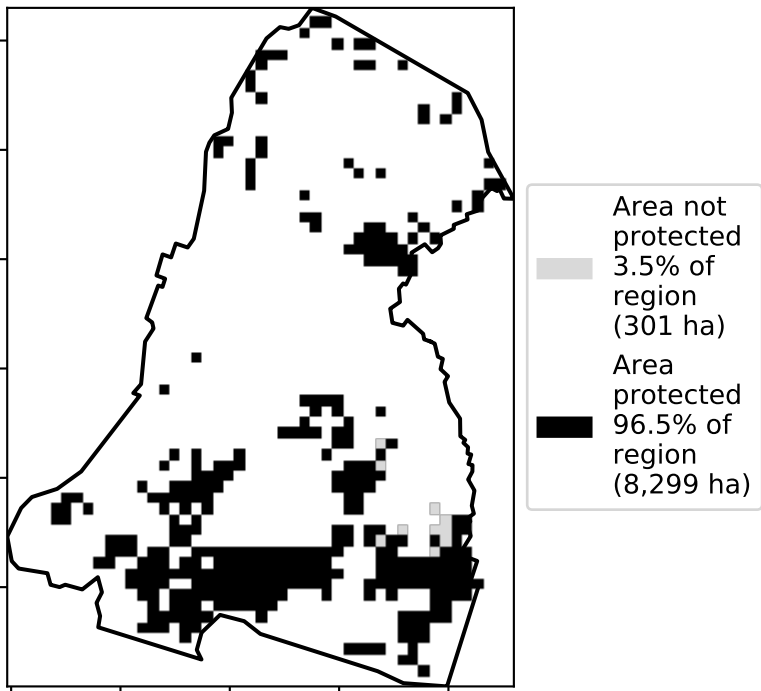 Area not
protected
3.5% of
region
(301 ha)
Area
protected
96.5% of
region
(8,299 ha)